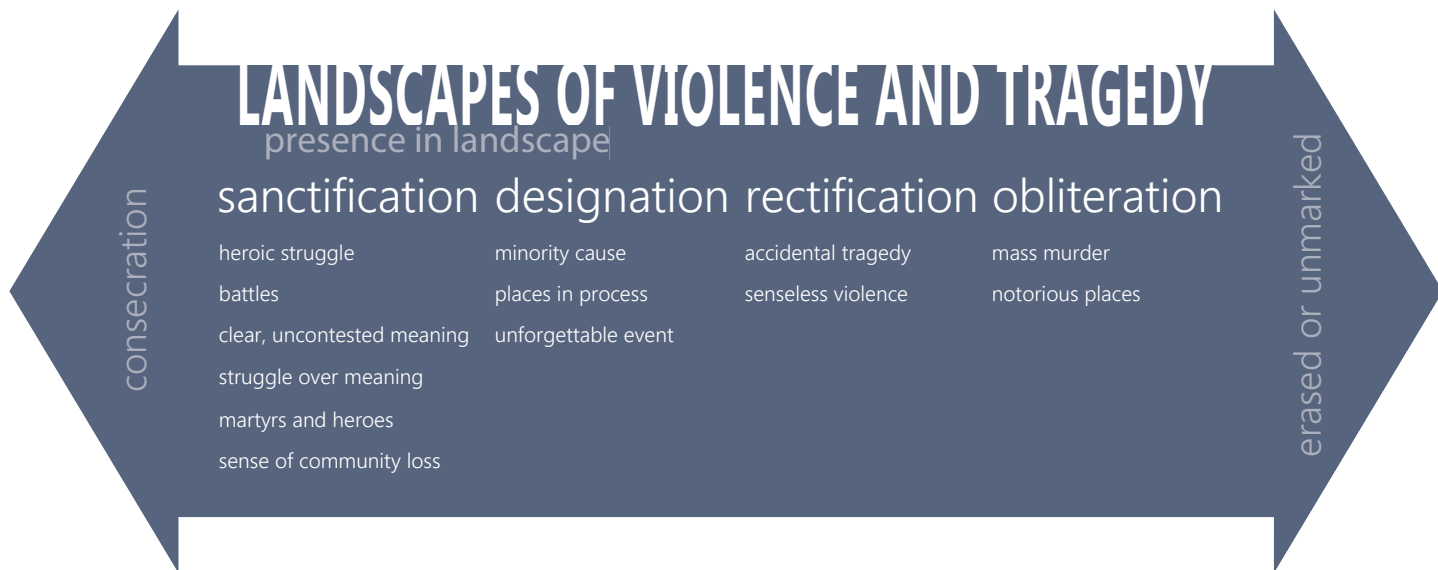 LANDSCAPES OF VIOLENCE AND TRAGEDY
presence in landscape
consecration
sanctification
heroic struggle
battles
clear, uncontested meaning
struggle over meaning
martyrs and heroes
sense of community loss
designation
minority cause
places in process
unforgettable event
rectification
accidental tragedy
senseless violence
obliteration
mass murder
notorious places
erased or unmarked